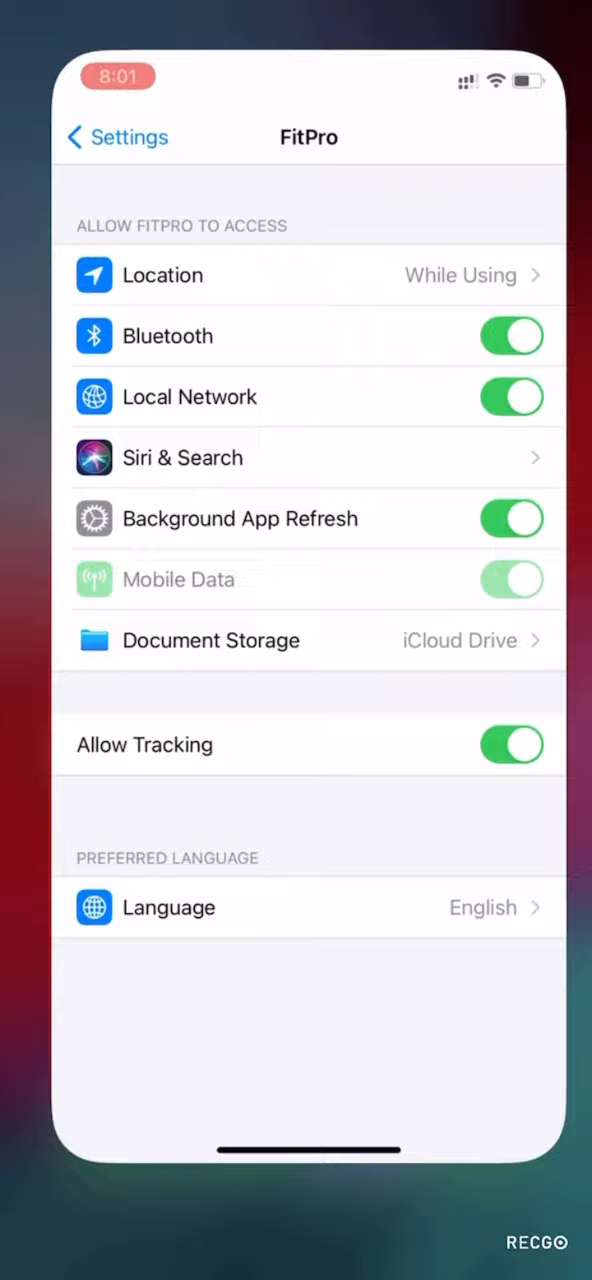 8:01
Settings
FitPro
ALLOW FITPRO TO ACCESS
Location While Using
Bluetooth
Local Network
Siri & Search
Background App Refresh
Mobile Data
Document Storage iCloud Drive
Allow Tracking
PREFERRED LANGUAGE
Language English
RECGO